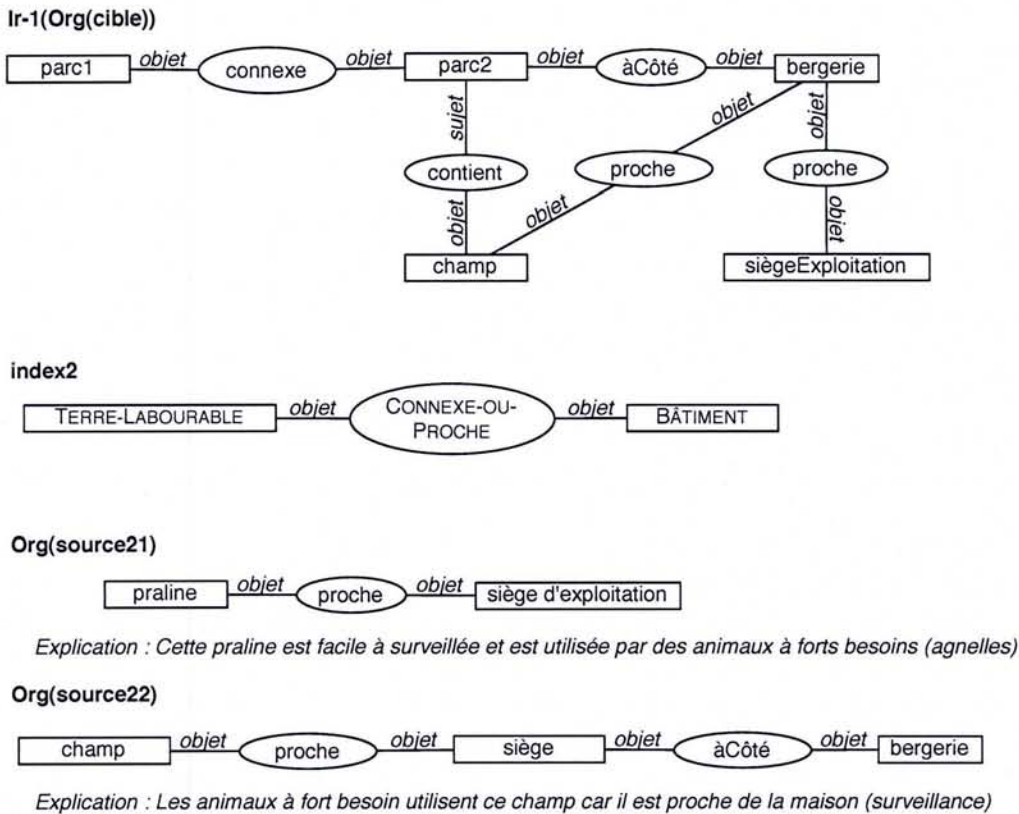 Ir-1(Org(cible))
parc1 objet connexe objet parc2 objet àCôté objet bergerie
sujet objet objet
contient proche proche
objet objet objet
champ siègeExploitation
index2
TERRE-LABOURABLE objet CONNEXE-OU-PROCHE objet BÂTIMENT
Org(source21)
praline objet proche objet siège d'exploitation
Explication : Cette praline est facile à surveillée et est utilisée par des animaux à forts besoins (agnelles)
Org(source22)
champ objet proche objet siège objet àCôté objet bergerie
Explication : Les animaux à fort besoin utilisent ce champ car il est proche de la maison (surveillance)